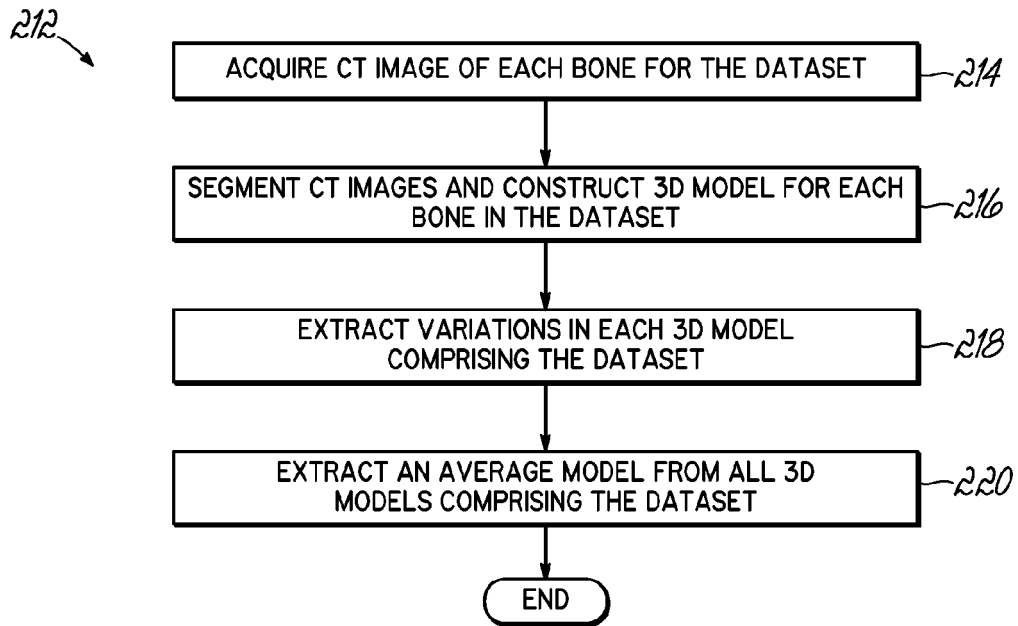 212
ACQUIRE CT IMAGE OF EACH BONE FOR THE DATASET
214
SEGMENT CT IMAGES AND CONSTRUCT 3D MODEL FOR EACH
BONE IN THE DATASET
216
EXTRACT VARIATIONS IN EACH 3D MODEL
COMPRISING THE DATASET
218
EXTRACT AN AVERAGE MODEL FROM ALL 3D
MODELS COMPRISING THE DATASET
220
END